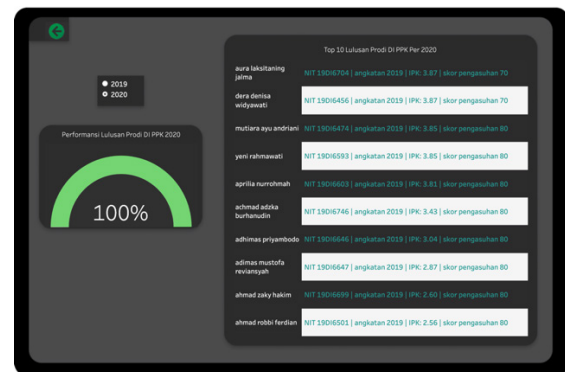 Top 10 Lulusan Prodi DI PPK Per 2020
2019
2020
Performansi Lulusan Prodi DI PPK 2020
100%
aura laksitaning
jalma
NIT 19DI6704 | angkatan 2019 | IPK: 3.87 | skor pengasuhan 70
dera denisa
widyawati
NIT 19DI6456 | angkatan 2019 | IPK: 3.87 | skor pengasuhan 70
mutiara ayu andriani
NIT 19DI6474 | angkatan 2019 | IPK: 3.85 | skor pengasuhan 80
yeni rahmawati
NIT 19DI6593 | angkatan 2019 | IPK: 3.85 | skor pengasuhan 80
aprilia nurrohmah
NIT 19DI6603 | angkatan 2019 | IPK: 3.81 | skor pengasuhan 80
achmad adzka
burhanudin
NIT 19DI6746 | angkatan 2019 | IPK: 3.43 | skor pengasuhan 80
adhimas priyambodo
NIT 19DI6646 | angkatan 2019 | IPK: 3.04 | skor pengasuhan 80
adimas mustofa
reviansyah
NIT 19DI6647 | angkatan 2019 | IPK: 2.87 | skor pengasuhan 80
ahmad zaky hakim
NIT 19DI6699 | angkatan 2019 | IPK: 2.60 | skor pengasuhan 80
ahmad robbi ferdian
NIT 19DI6501 | angkatan 2019 | IPK: 2.56 | skor pengasuhan 80